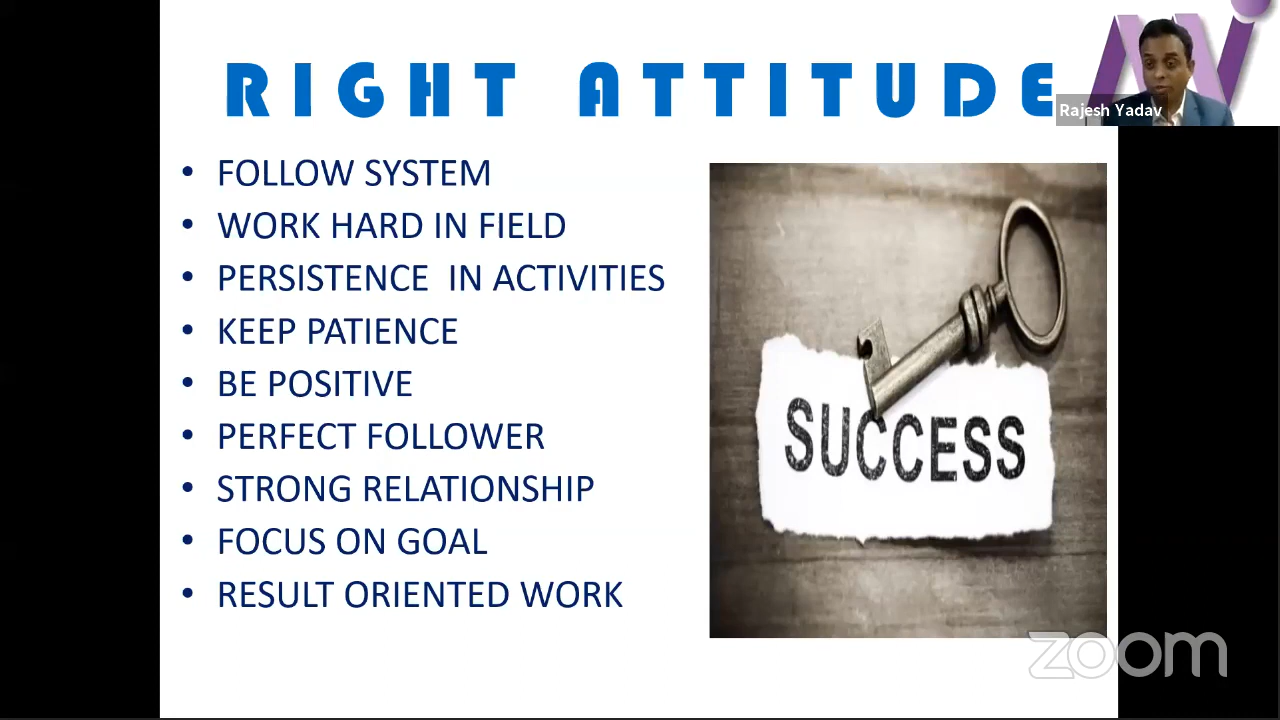 RIGHT ATTITUDE
Rajesh Yadav
• FOLLOW SYSTEM
• WORK HARD IN FIELD
• PERSISTENCE  IN ACTIVITIES
• KEEP PATIENCE
• BE POSITIVE
• PERFECT FOLLOWER
• STRONG RELATIONSHIP
• FOCUS ON GOAL
• RESULT ORIENTED WORK
SUCCESS
zoom